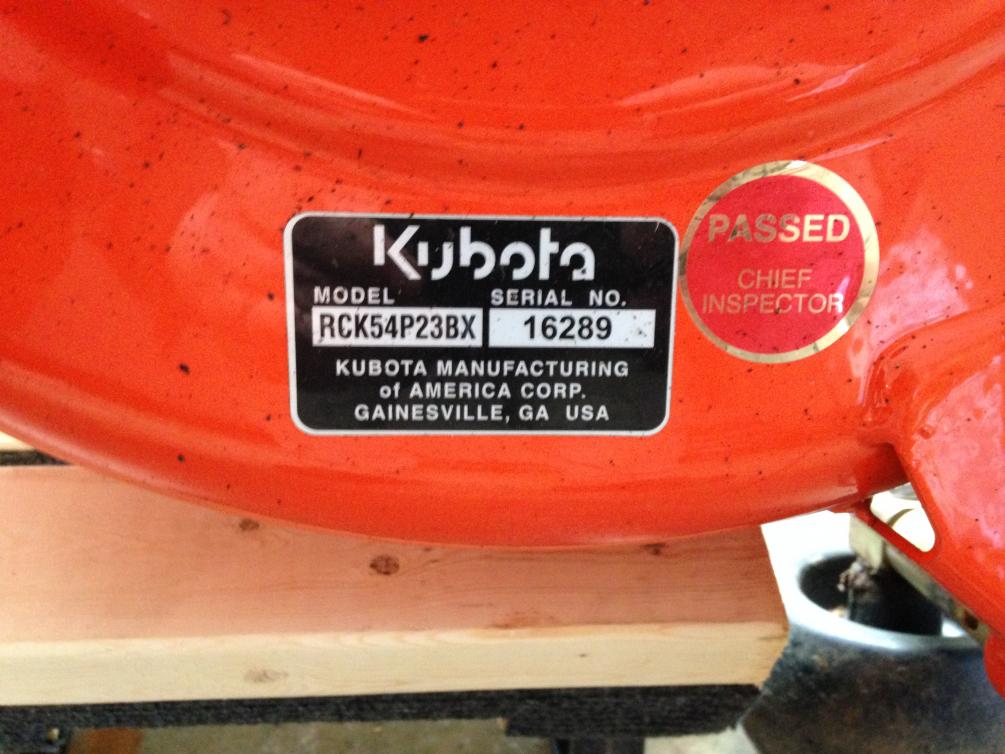 Kubota
MODEL SERIAL NO.
RCK54P23BX 16289
KUBOTA MANUFACTURING
of AMERICA CORP.
GAINESVILLE, GA USA
PASSED
CHIEF
INSPECTOR